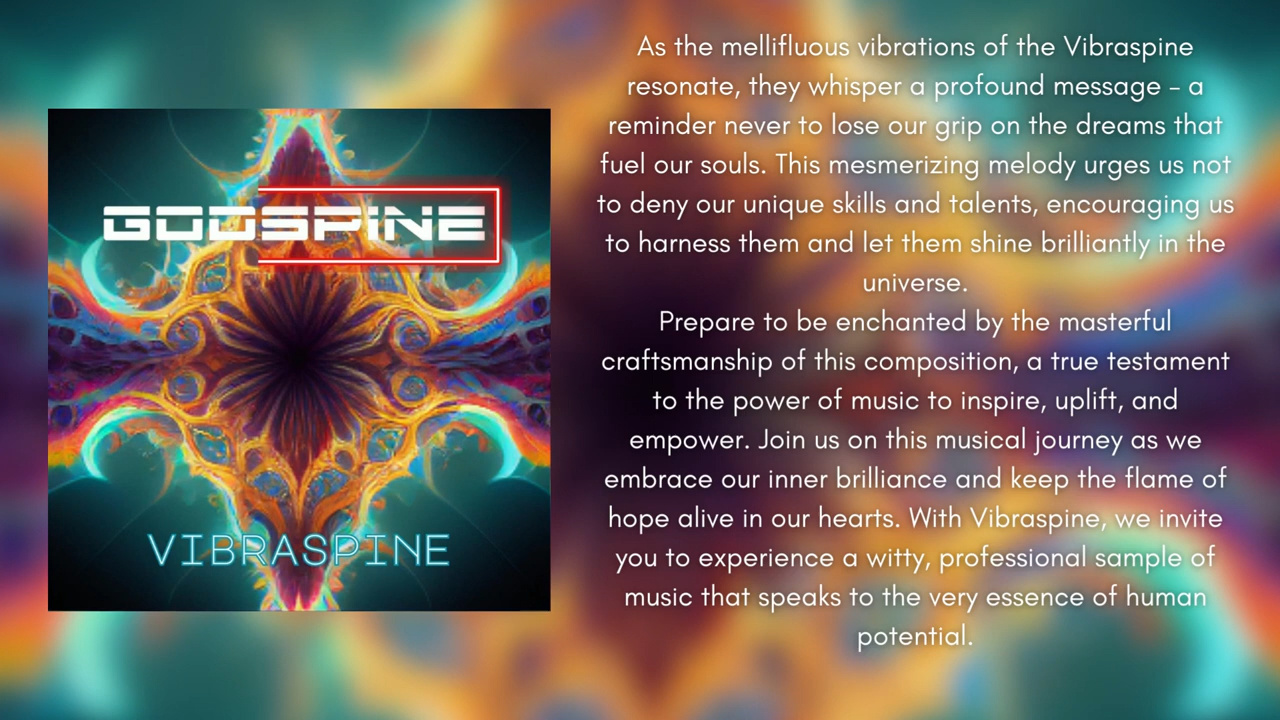 GODSPINE
VIBRASPINE
As the mellifluous vibrations of the Vibraspine
resonate, they whisper a profound message – a
reminder never to lose our grip on the dreams that
fuel our souls. This mesmerizing melody urges us not
to deny our unique skills and talents, encouraging us
to harness them and let them shine brilliantly in the
universe.
Prepare to be enchanted by the masterful
craftsmanship of this composition, a true testament
to the power of music to inspire, uplift, and
empower. Join us on this musical journey as we
embrace our inner brilliance and keep the flame of
hope alive in our hearts. With Vibraspine, we invite
you to experience a witty, professional sample of
music that speaks to the very essence of human
potential.